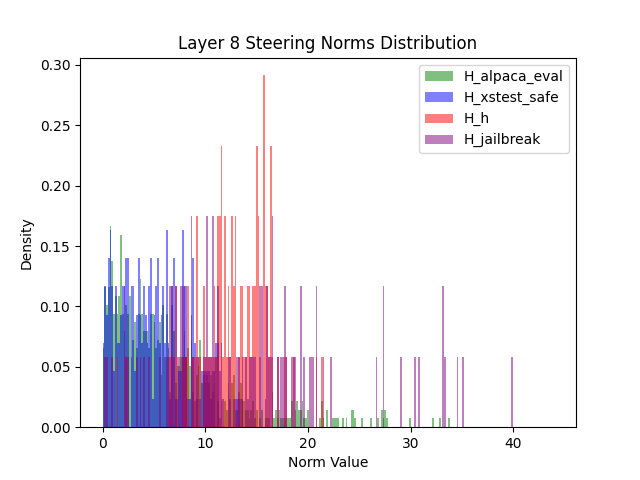 Layer 8 Steering Norms Distribution
0.30
0.25
0.20
0.15
0.10
0.05
0.00
Density
H_alpaca_eval
H_xstest_safe
H_h
H_jailbreak
0
10
20
30
40
Norm Value